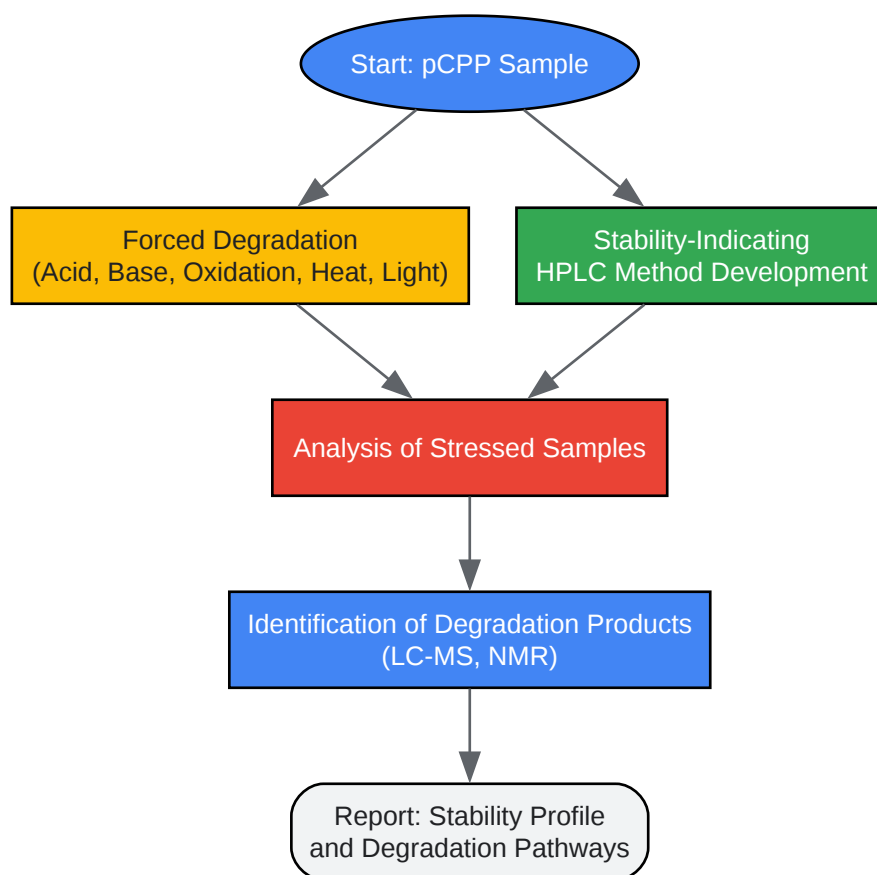 Start: pCPP Sample
Forced Degradation
(Acid, Base, Oxidation, Heat, Light)
Stability-Indicating
HPLC Method Development
Analysis of Stressed Samples
Identification of Degradation Products
(LC-MS, NMR)
Report: Stability Profile
and Degradation Pathways